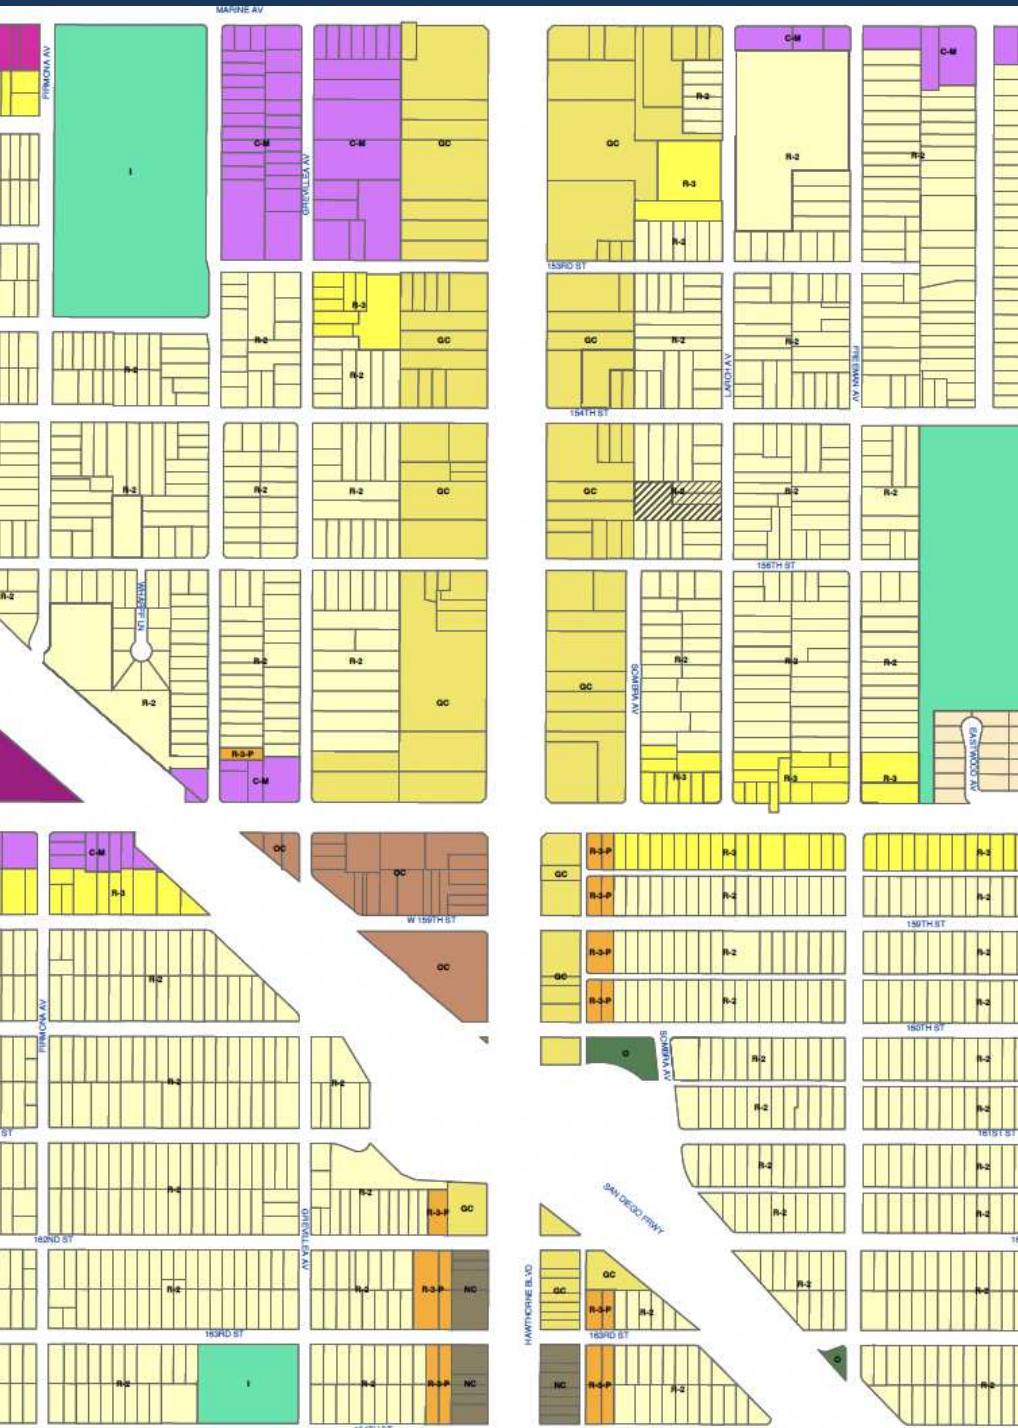 MARINE AV
C-M
C-M
FIRMONA AV
R-2
I
C-M
GREVILLEA AV
C-M
GC
GC
R-2
R-2
R-3
R-2
153RD ST
R-3
R-2
GC
GC
R-2
R-2
LARCH AV
FREEMAN AV
R-2
R-2
154TH ST
R-2
R-2
R-2
GC
GC
R-2
R-2
R-2
156TH ST
R-2
WHARFF LN
R-2
R-2
R-2
GC
GC
SOMBRA AV
R-2
R-2
R-2
R-2
EASTWOOD AV
R-3-P
C-M
R-3
R-3
R-3
C-M
OC
OC
GC
R-3-P
R-3
R-3
R-3
R-3-P
R-2
R-2
W 159TH ST
159TH ST
R-2
OC
GC
R-3-P
R-2
R-2
R-3-P
R-2
R-2
FIRMONA AV
160TH ST
O
SOMBRA AV
R-2
R-2
R-2
R-2
R-2
R-2
ST
161ST ST
R-2
R-2
R-2
R-2
R-3-P
GC
SAN DIEGO FRWY
R-2
R-2
162ND ST
GREVILLEA AV
HAWTHORNE BLVD
R-2
R-2
R-3-P
NC
GC
GC
R-3-P
R-2
R-2
R-2
163RD ST
163RD ST
R-2
I
R-2
R-3-P
NC
NC
R-3-P
R-2
O
R-2